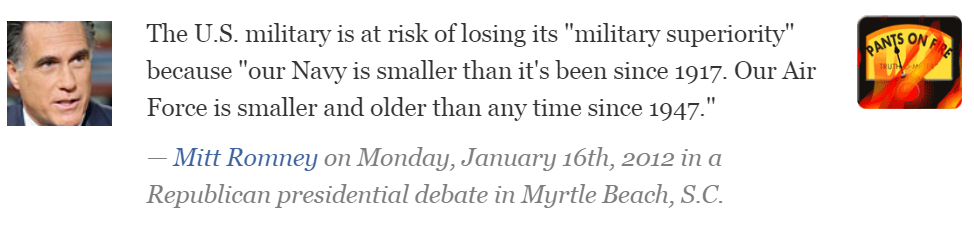 The U.S. military is at risk of losing its "military superiority"
because "our Navy is smaller than it's been since 1917. Our Air
Force is smaller and older than any time since 1947."
— Mitt Romney on Monday, January 16th, 2012 in a
Republican presidential debate in Myrtle Beach, S.C.
PANTS ON FIRE